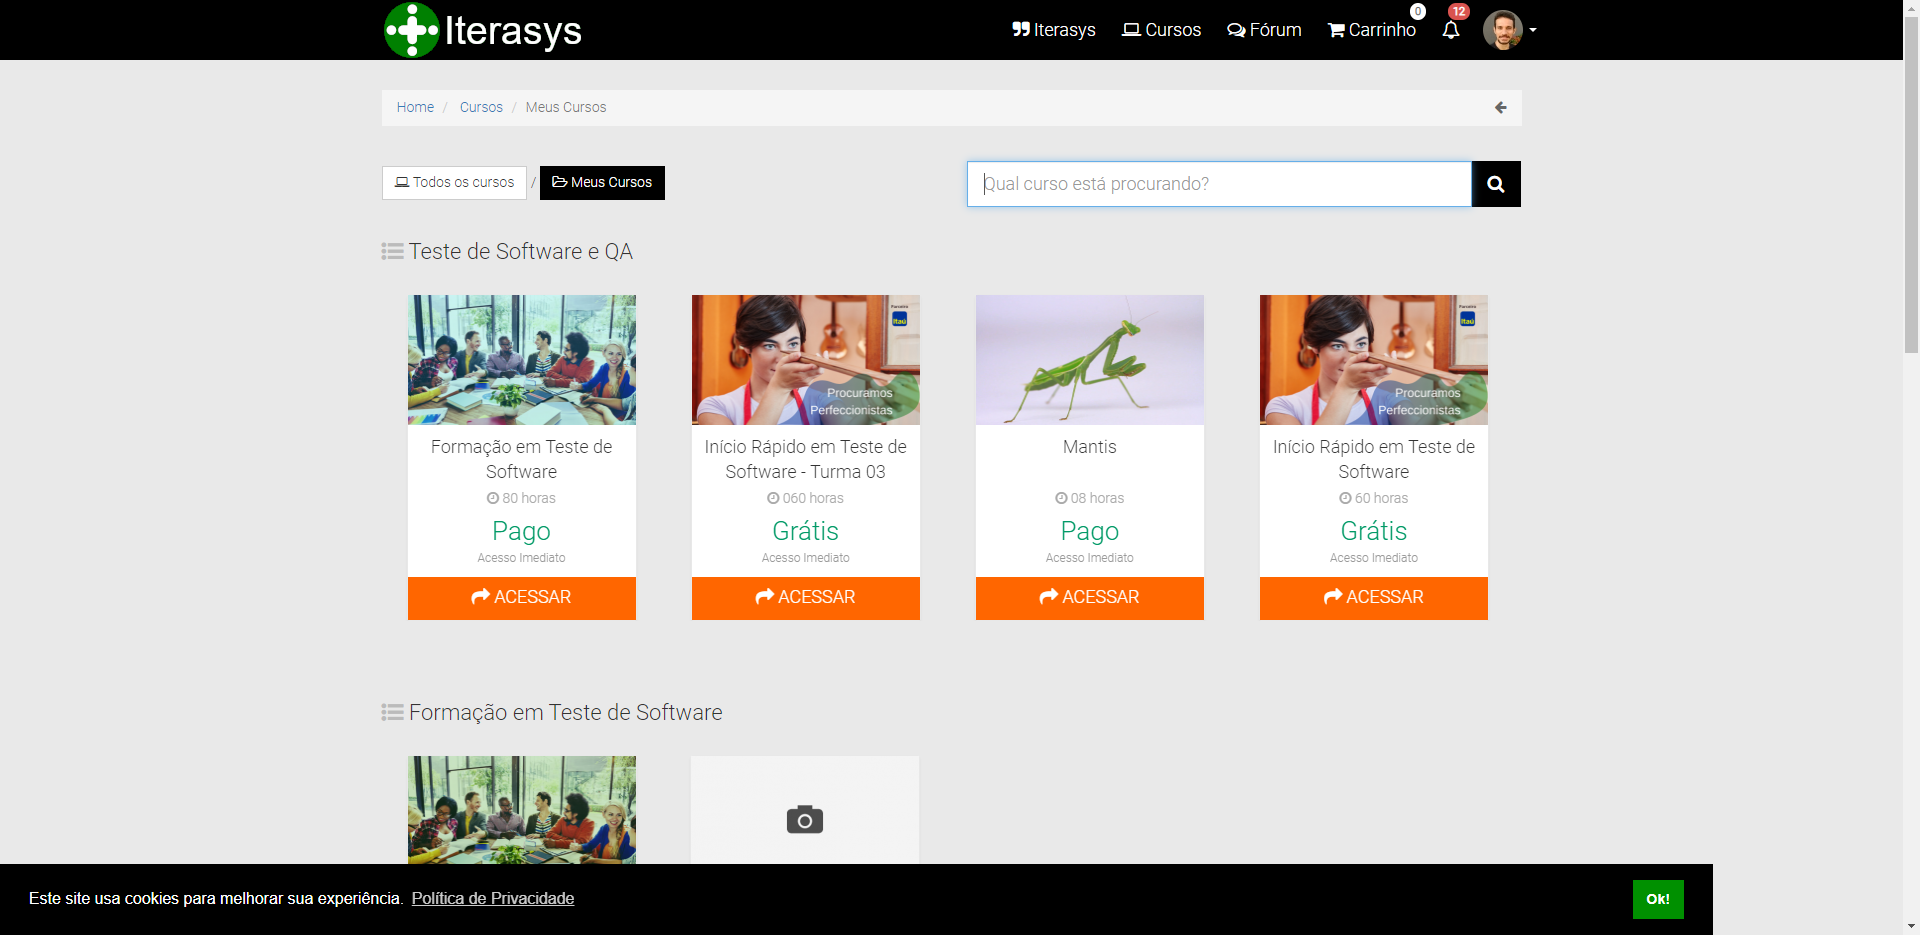 Iterasys
Iterasys Cursos Fórum Carrinho 0 12
Home / Cursos / Meus Cursos
Todos os cursos / Meus Cursos
Qual curso está procurando?
Teste de Software e QA
Itaú
Procuramos
Perfeccionistas
Itaú
Procuramos
Perfeccionistas
Formação em Teste de
Software
80 horas
Pago
Acesso Imediato
ACESSAR
Início Rápido em Teste de
Software - Turma 03
060 horas
Grátis
Acesso Imediato
ACESSAR
Mantis
08 horas
Pago
Acesso Imediato
ACESSAR
Início Rápido em Teste de
Software
60 horas
Grátis
Acesso Imediato
ACESSAR
Formação em Teste de Software
Este site usa cookies para melhorar sua experiência. Política de Privacidade
Ok!